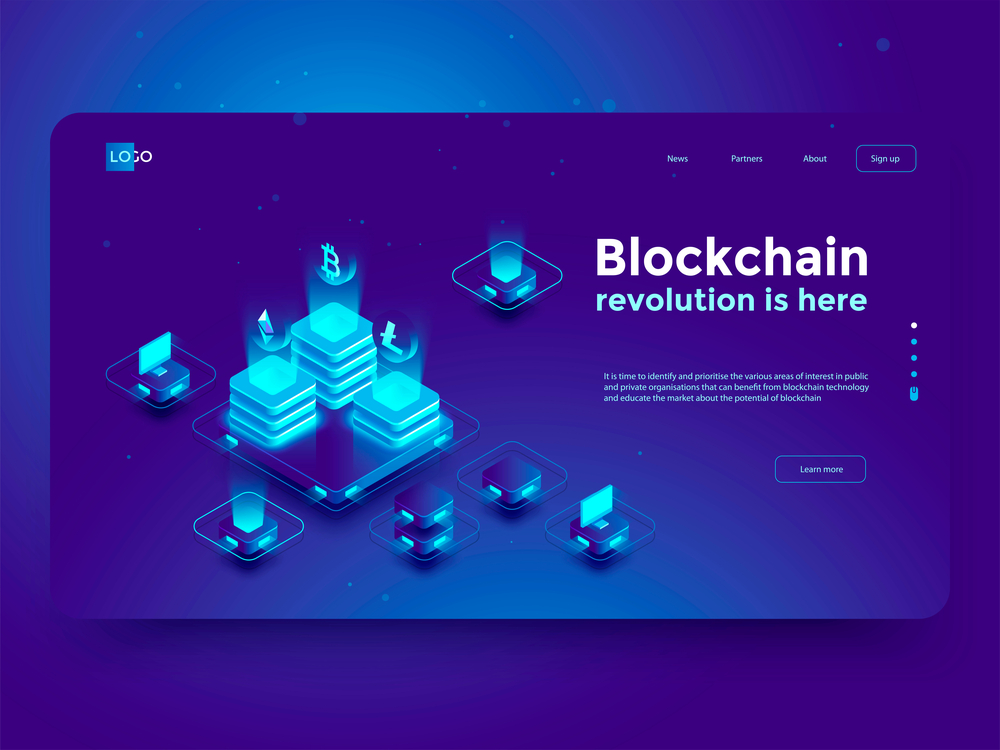 LOGO
News
Partners
About
Sign up
Blockchain
revolution is here
It is time to identify and prioritise the various areas of interest in public
and private organisations that can benefit from blockchain technology
and educate the market about the potential of blockchain
Learn more